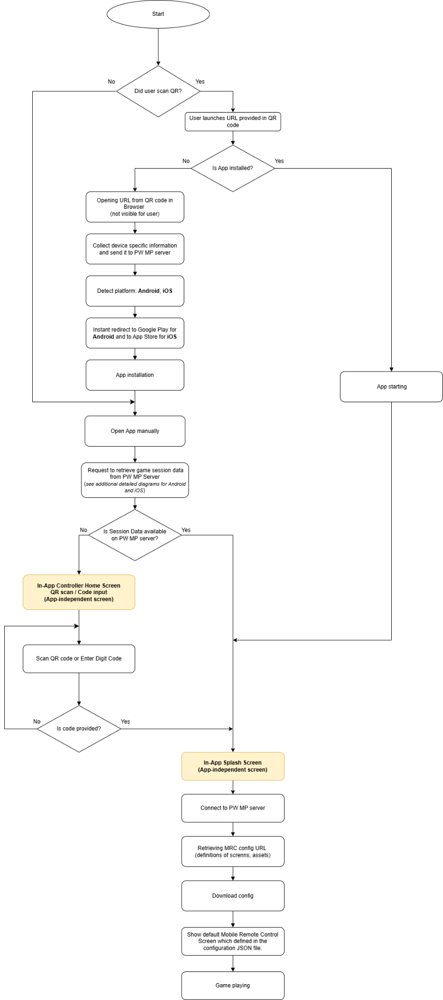 Start
Did user scan QR?
No
Yes
User launches URL provided in QR
code
Is App installed?
No
Yes
Opening URL from QR code in
Browser
(not visible for user)
Collect device specific information
and send it to PW MP server
Detect platform: Android, iOS
Instant redirect to Google Play for
Android and to App Store for iOS
App installation
App starting
Open App manually
Request to retrieve game session data
from PW MP Server
(see additional detailed diagrams for Android
and iOS)
Is Session Data available
on PW MP server?
No
Yes
In-App Controller Home Screen
QR scan / Code input
(App-independent screen)
Scan QR code or Enter Digit Code
Is code provided?
No
Yes
In-App Splash Screen
(App-independent screen)
Connect to PW MP server
Retrieving MRC config URL
(definitions of screnns, assets)
Download config
Show default Mobile Remote Control
Screen which defined in the
configuration JSON file.
Game playing